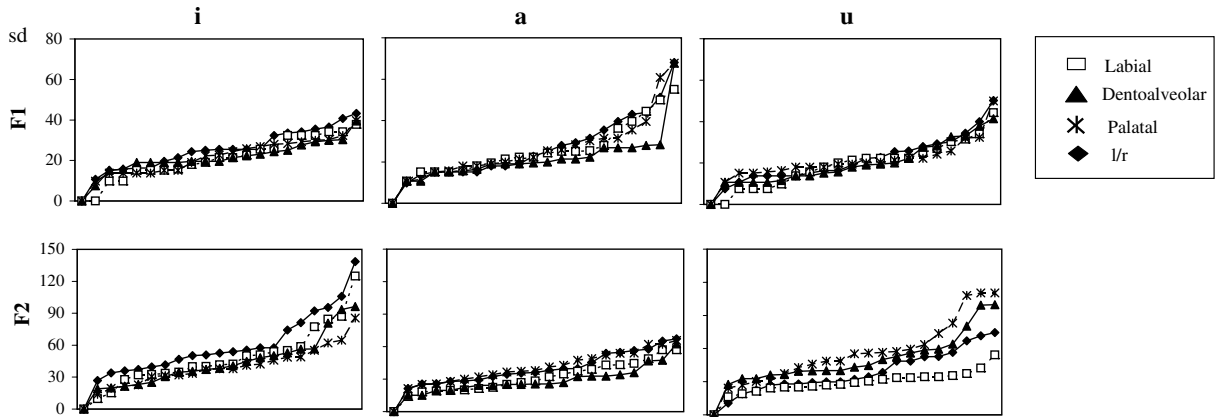 i a u
sd
80
60
40
20
0
F1
Labial
Dentoalveolar
Palatal
l/r
150
120
90
60
30
0
F2